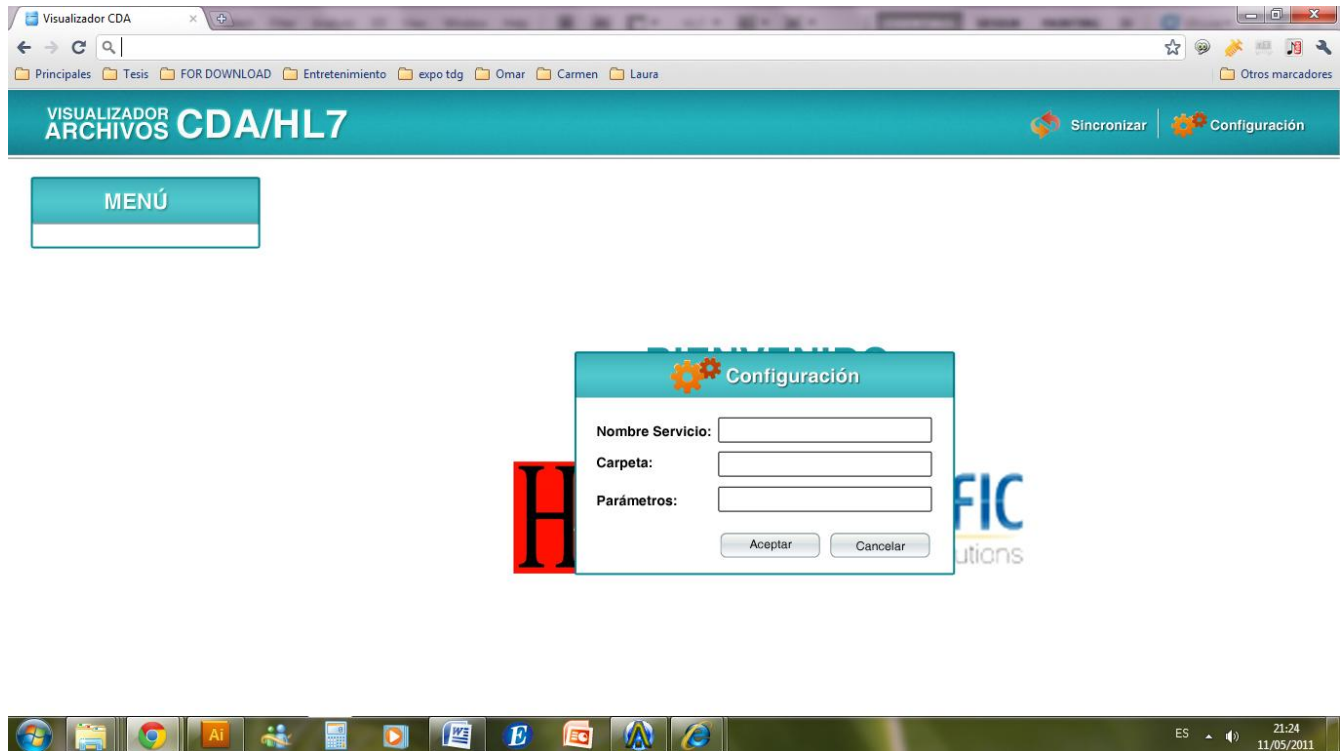 Visualizador CDA
Principales Tesis FOR DOWNLOAD Entretenimiento expo tdg Omar Carmen Laura Otros marcadores
VISUALIZADOR
ARCHIVOS CDA/HL7
Sincronizar Configuración
MENÚ
Configuración
Nombre Servicio:
Carpeta:
Parámetros:
Aceptar Cancelar
H
FIC
utions
Ai
ES 21:24
11/05/2011